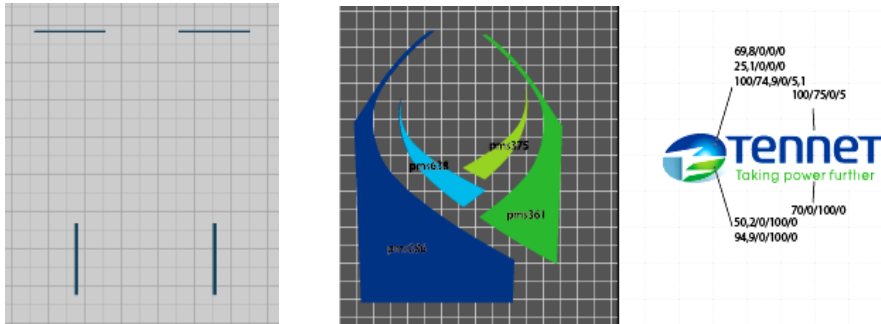 pms375
pms638
pms361
69,8/0/0/0
25,1/0/0/0
100/74,9/0/5,1
100/75/0/5
TenneT
Taking power further
70/0/100/0
50,2/0/100/0
94,9/0/100/0